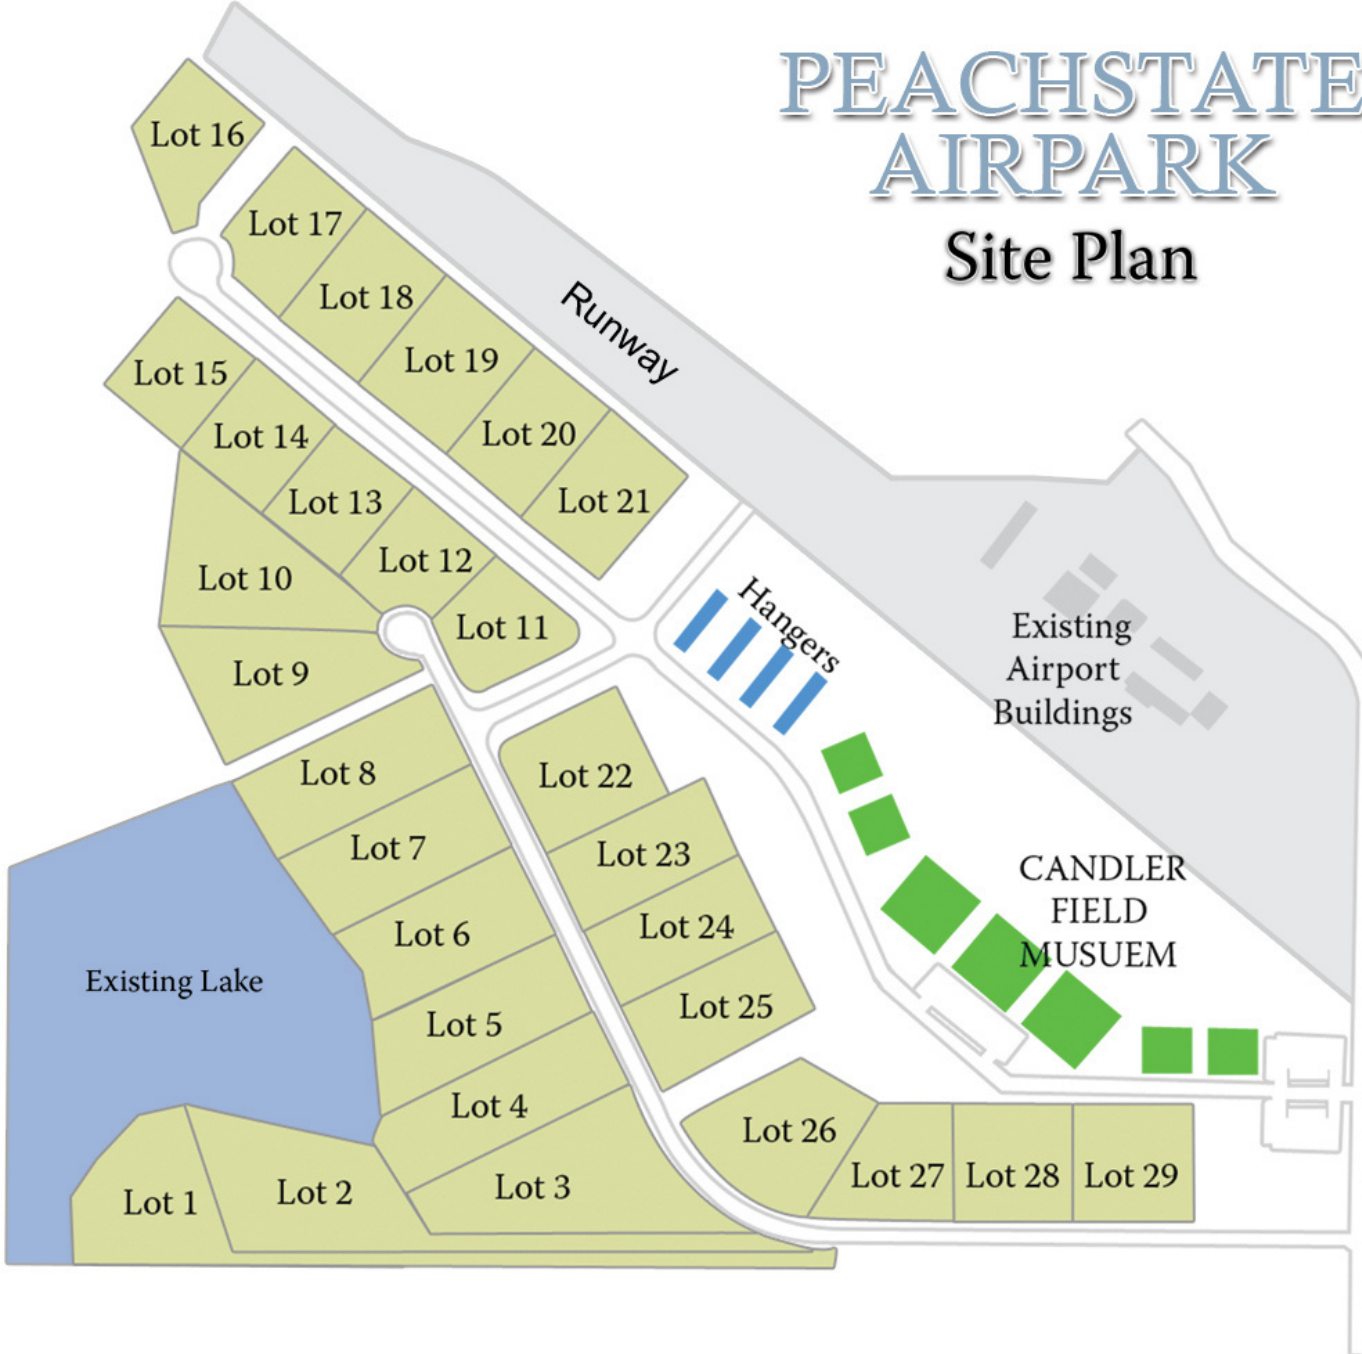 PEACHSTATE
AIRPARK
Site Plan
Lot 16
Lot 17
Lot 18
Runway
Lot 19
Lot 15
Lot 14
Lot 20
Lot 21
Lot 13
Lot 12
Lot 10
Lot 11
Hangers
Existing
Airport
Buildings
Lot 9
Lot 8
Lot 22
Lot 7
Lot 23
CANDLER
FIELD
MUSUEM
Lot 6
Lot 24
Existing Lake
Lot 5
Lot 25
Lot 4
Lot 26
Lot 3
Lot 27
Lot 28
Lot 29
Lot 1
Lot 2